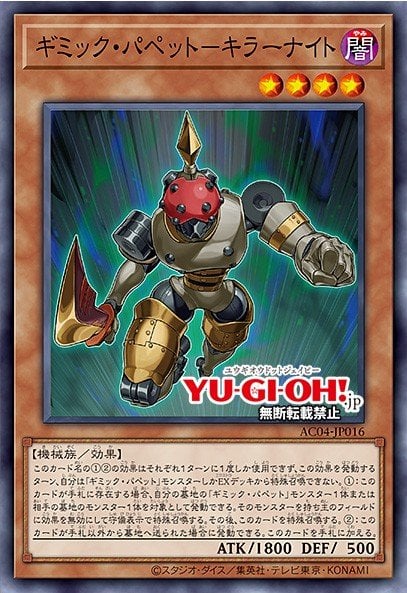 ギミック・パペットーキラーナイト
やみ
闇
ユウギオウドットジェイピー
YU-GI-OH!.jp
無断転載禁止
AC04-JP016
【機械族／効果】
このカード名の①②の効果はそれぞれ１ターンに１度しか使用できず、この効果を発動する
ターン、自分は「ギミック・パペット」モンスターしかEXデッキから特殊召喚できない。①：こ
のカードが手札に存在する場合、自分の墓地の「ギミック・パペット」モンスター１体または
相手の墓地のモンスター１体を対象として発動できる。そのモンスターを持ち主のフィールド
に効果を無効にして守備表示で特殊召喚する。その後、このカードを特殊召喚する。②：こ
のカードが手札以外から墓地へ送られた場合に発動できる。このカードを手札に加える。
ATK/1800 DEF/ 500
©スタジオ・ダイス／集英社・テレビ東京・KONAMI